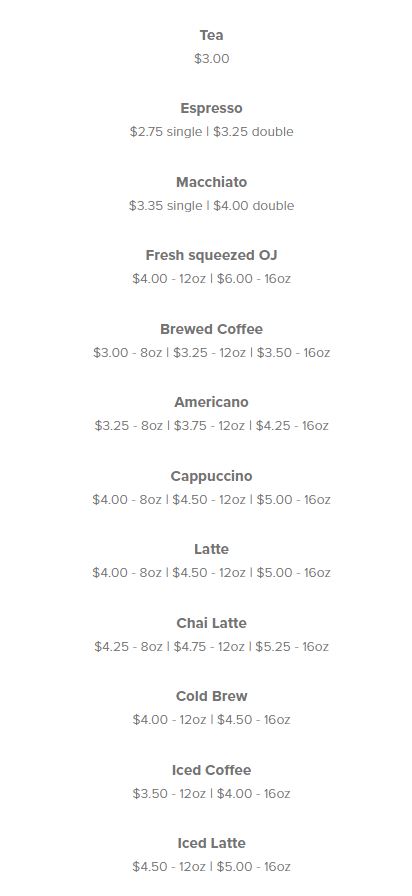 Tea
$3.00
Espresso
$2.75 single | $3.25 double
Macchiato
$3.35 single | $4.00 double
Fresh squeezed OJ
$4.00 - 12oz | $6.00 - 16oz
Brewed Coffee
$3.00 - 8oz | $3.25 - 12oz | $3.50 - 16oz
Americano
$3.25 - 8oz | $3.75 - 12oz | $4.25 - 16oz
Cappuccino
$4.00 - 8oz | $4.50 - 12oz | $5.00 - 16oz
Latte
$4.00 - 8oz | $4.50 - 12oz | $5.00 - 16oz
Chai Latte
$4.25 - 8oz | $4.75 - 12oz | $5.25 - 16oz
Cold Brew
$4.00 - 12oz | $4.50 - 16oz
Iced Coffee
$3.50 - 12oz | $4.00 - 16oz
Iced Latte
$4.50 - 12oz | $5.00 - 16oz